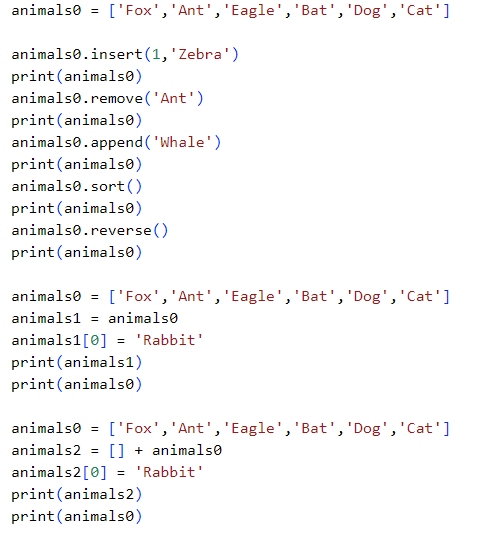 animals0 = ['Fox','Ant','Eagle','Bat','Dog','Cat']
animals0.insert(1,'Zebra')
print(animals0)
animals0.remove('Ant')
print(animals0)
animals0.append('Whale')
print(animals0)
animals0.sort()
print(animals0)
animals0.reverse()
print(animals0)
animals0 = ['Fox','Ant','Eagle','Bat','Dog','Cat']
animals1 = animals0
animals1[0] = 'Rabbit'
print(animals1)
print(animals0)
animals0 = ['Fox','Ant','Eagle','Bat','Dog','Cat']
animals2 = [] + animals0
animals2[0] = 'Rabbit'
print(animals2)
print(animals0)